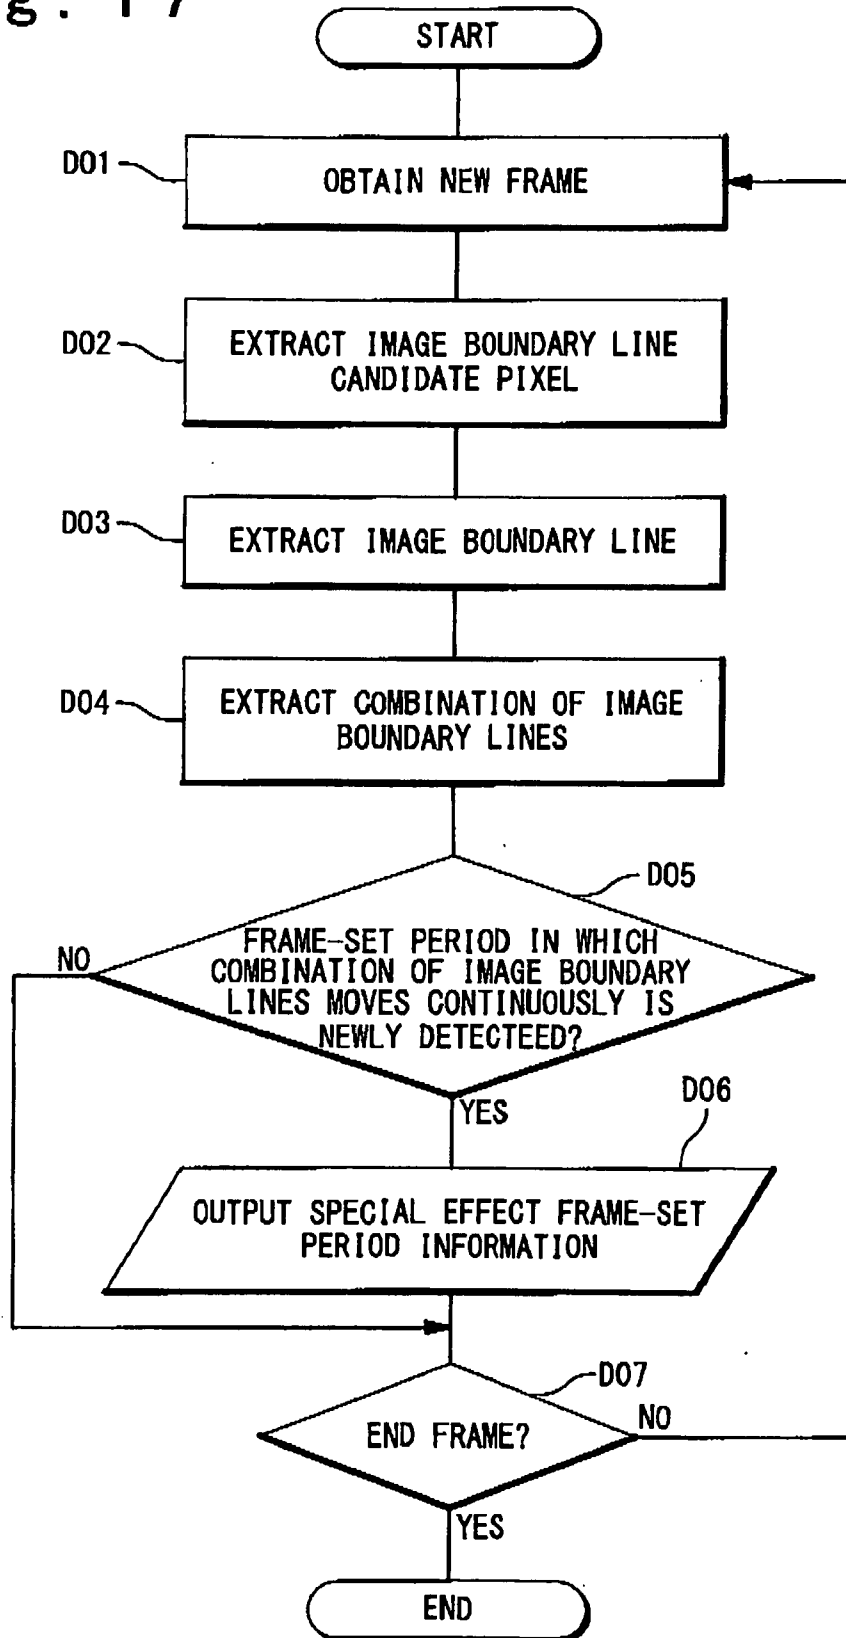 g. 17
START
D01
OBTAIN NEW FRAME
D02
EXTRACT IMAGE BOUNDARY LINE
CANDIDATE PIXEL
D03
EXTRACT IMAGE BOUNDARY LINE
D04
EXTRACT COMBINATION OF IMAGE
BOUNDARY LINES
D05
NO
FRAME-SET PERIOD IN WHICH
COMBINATION OF IMAGE BOUNDARY
LINES MOVES CONTINUOUSLY IS
NEWLY DETECTEED?
YES
D06
OUTPUT SPECIAL EFFECT FRAME-SET
PERIOD INFORMATION
D07
NO
END FRAME?
YES
END